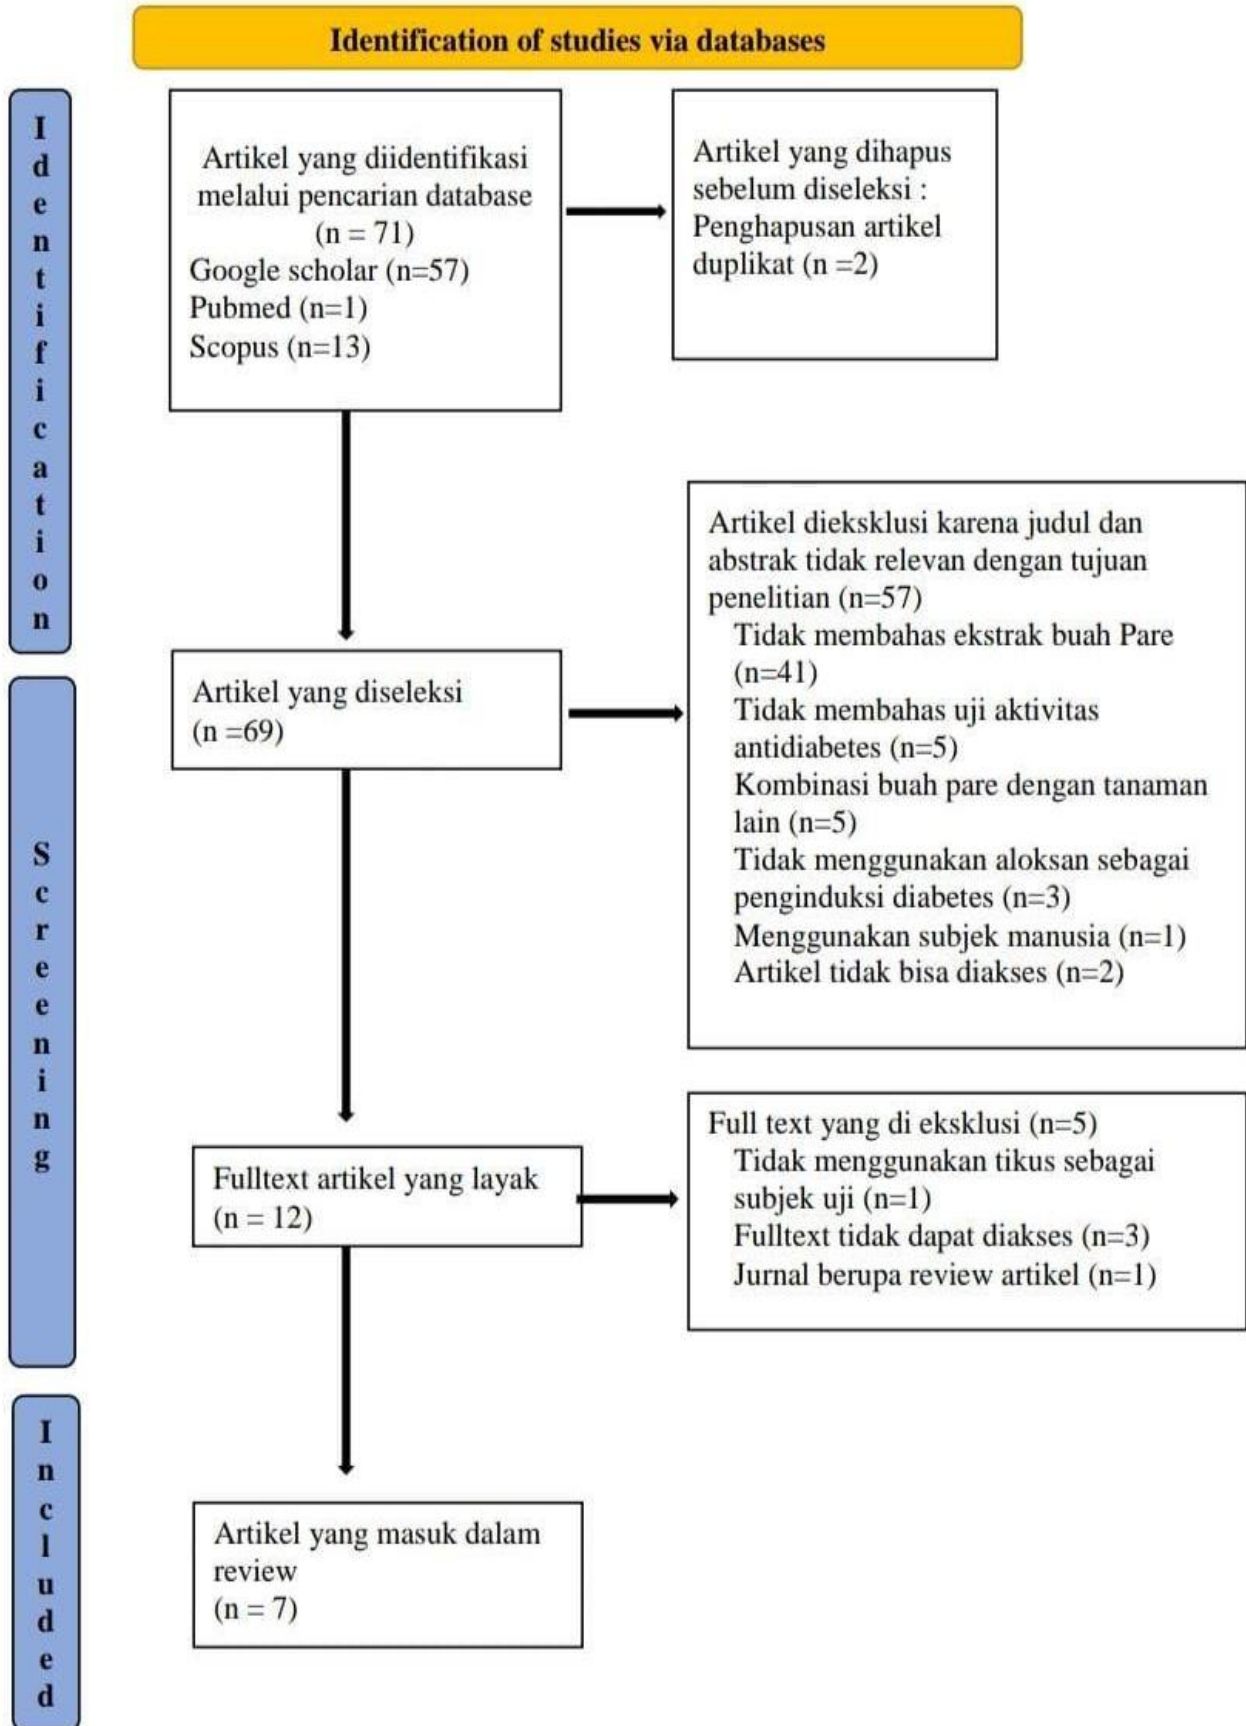 Identification of studies via databases
Identification
Artikel yang diidentifikasi
melalui pencarian database
(n = 71)
Google scholar (n=57)
Pubmed (n=1)
Scopus (n=13)
Artikel yang dihapus
sebelum diseleksi :
Penghapusan artikel
duplikat (n =2)
Screening
Artikel yang diseleksi
(n =69)
Artikel dieksklusi karena judul dan
abstrak tidak relevan dengan tujuan
penelitian (n=57)
Tidak membahas ekstrak buah Pare
(n=41)
Tidak membahas uji aktivitas
antidiabetes (n=5)
Kombinasi buah pare dengan tanaman
lain (n=5)
Tidak menggunakan aloksan sebagai
penginduksi diabetes (n=3)
Menggunakan subjek manusia (n=1)
Artikel tidak bisa diakses (n=2)
Fulltext artikel yang layak
(n = 12)
Full text yang di eksklusi (n=5)
Tidak menggunakan tikus sebagai
subjek uji (n=1)
Fulltext tidak dapat diakses (n=3)
Jurnal berupa review artikel (n=1)
Included
Artikel yang masuk dalam
review
(n = 7)